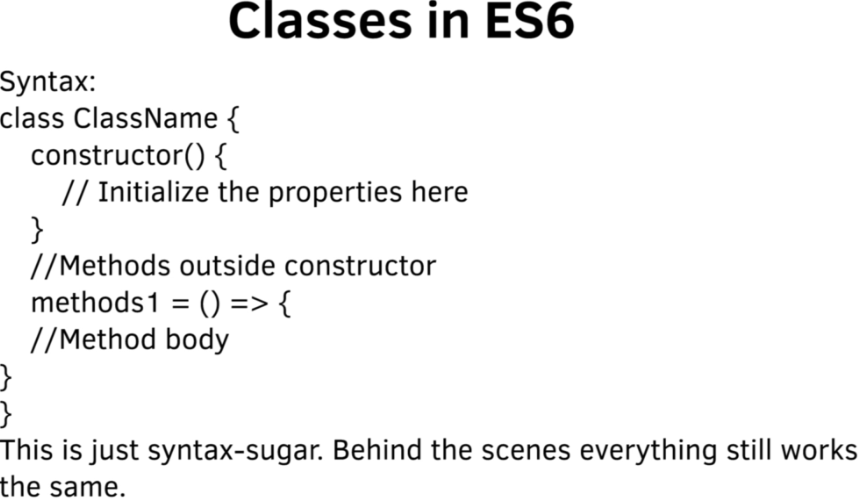 Classes in ES6
Syntax:
class ClassName {
constructor() {
// Initialize the properties here
}
//Methods outside constructor
methods1 = () => {
//Method body
}
}
This is just syntax-sugar. Behind the scenes everything still works
the same.